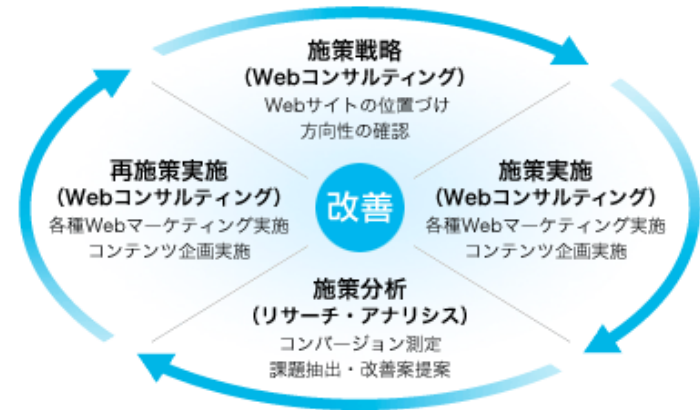 施策戦略
（Webコンサルティング）
Webサイトの位置づけ
方向性の確認
再施策実施
（Webコンサルティング）
各種Webマーケティング実施
コンテンツ企画実施
改善
施策実施
（Webコンサルティング）
各種Webマーケティング実施
コンテンツ企画実施
施策分析
（リサーチ・アナリシス）
コンバージョン測定
課題抽出・改善案提案